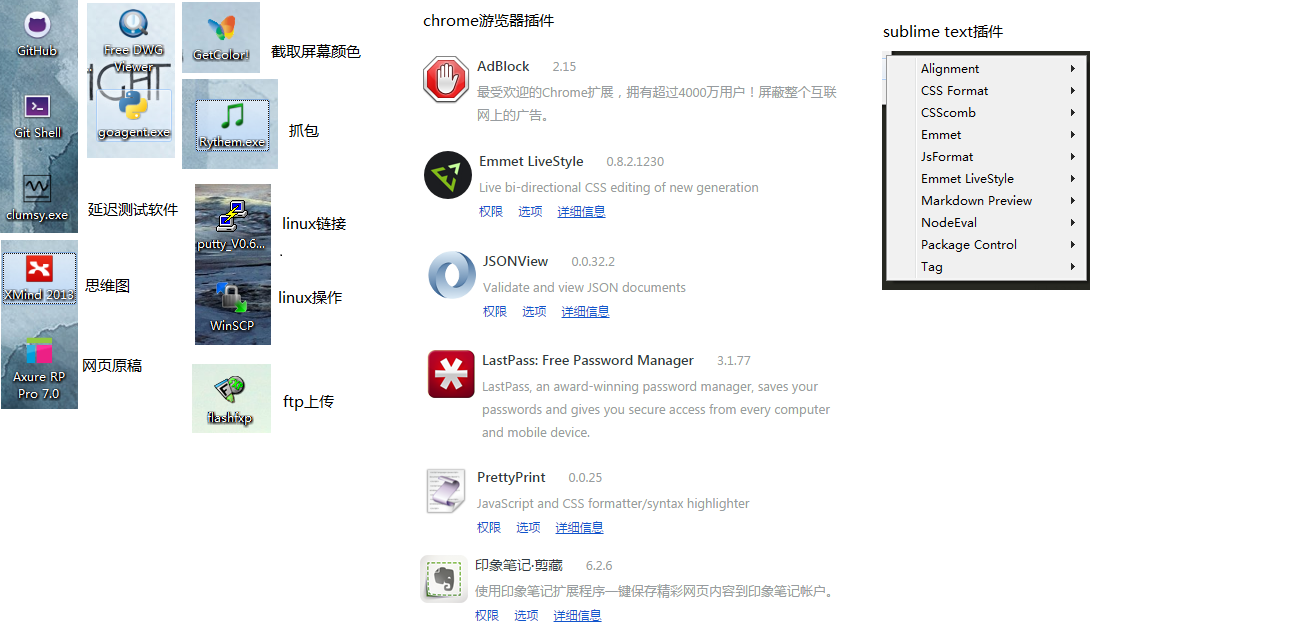 GitHub
Git Shell
clumsy.exe
延迟测试软件
XMind 2013
思维图
Axure RP
Pro 7.0
网页原稿
Free DWG
Viewer
goagent.exe
GetColor!
截取屏幕颜色
Rythem.exe
抓包
putty_V0.6...
linux链接
.
WinSCP
linux操作
flashfxp
ftp上传
chrome游览器插件
AdBlock 2.15
最受欢迎的Chrome扩展，拥有超过4000万用户！屏蔽整个互联
网上的广告。
Emmet LiveStyle 0.8.2.1230
Live bi-directional CSS editing of new generation
权限 选项 详细信息
JSONView 0.0.32.2
Validate and view JSON documents
权限 选项 详细信息
LastPass: Free Password Manager 3.1.77
LastPass, an award-winning password manager, saves your
passwords and gives you secure access from every computer
and mobile device.
PrettyPrint 0.0.25
JavaScript and CSS formatter/syntax highlighter
权限 选项 详细信息
印象笔记·剪藏 6.2.6
使用印象笔记扩展程序一键保存精彩网页内容到印象笔记帐户。
权限 选项 详细信息
sublime text插件
Alignment
CSS Format
CSScomb
Emmet
JsFormat
Emmet LiveStyle
Markdown Preview
NodeEval
Package Control
Tag